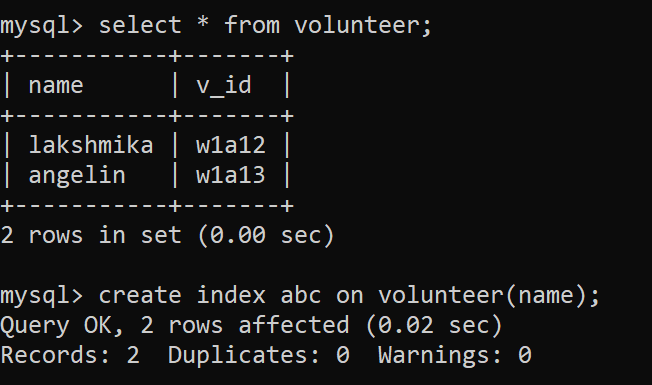 mysql> select * from volunteer;
+-----------+-------+
| name      | v_id  |
+-----------+-------+
| lakshmika | w1a12 |
| angelin   | w1a13 |
+-----------+-------+
2 rows in set (0.00 sec)

mysql> create index abc on volunteer(name);
Query OK, 2 rows affected (0.02 sec)
Records: 2  Duplicates: 0  Warnings: 0